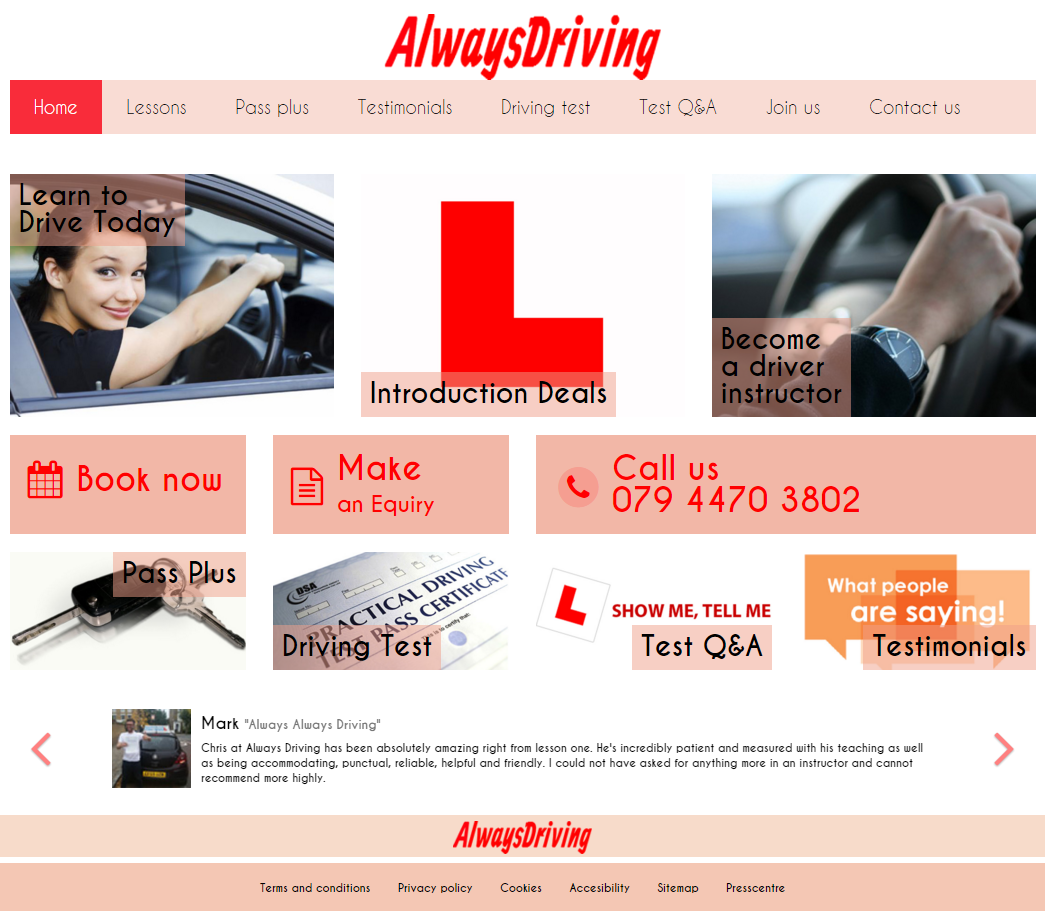 AlwaysDriving
Home
Lessons
Pass plus
Testimonials
Driving test
Test Q&A
Join us
Contact us
Learn to
Drive Today
Introduction Deals
Become
a driver
instructor
Book now
Make
an Equiry
Call us
079 4470 3802
Pass Plus
DSA
PRACTICAL DRIVING
TEST PASS CERTIFICATE
Driving Test
L
SHOW ME, TELL ME
Test Q&A
What people
are saying!
Testimonials
Mark "Always Always Driving"
Chris at Always Driving has been absolutely amazing right from lesson one. He's incredibly patient and measured with his teaching as well
as being accommodating, punctual, reliable, helpful and friendly. I could not have asked for anything more in an instructor and cannot
recommend more highly.
AlwaysDriving
Terms and conditions
Privacy policy
Cookies
Accesibility
Sitemap
Presscentre